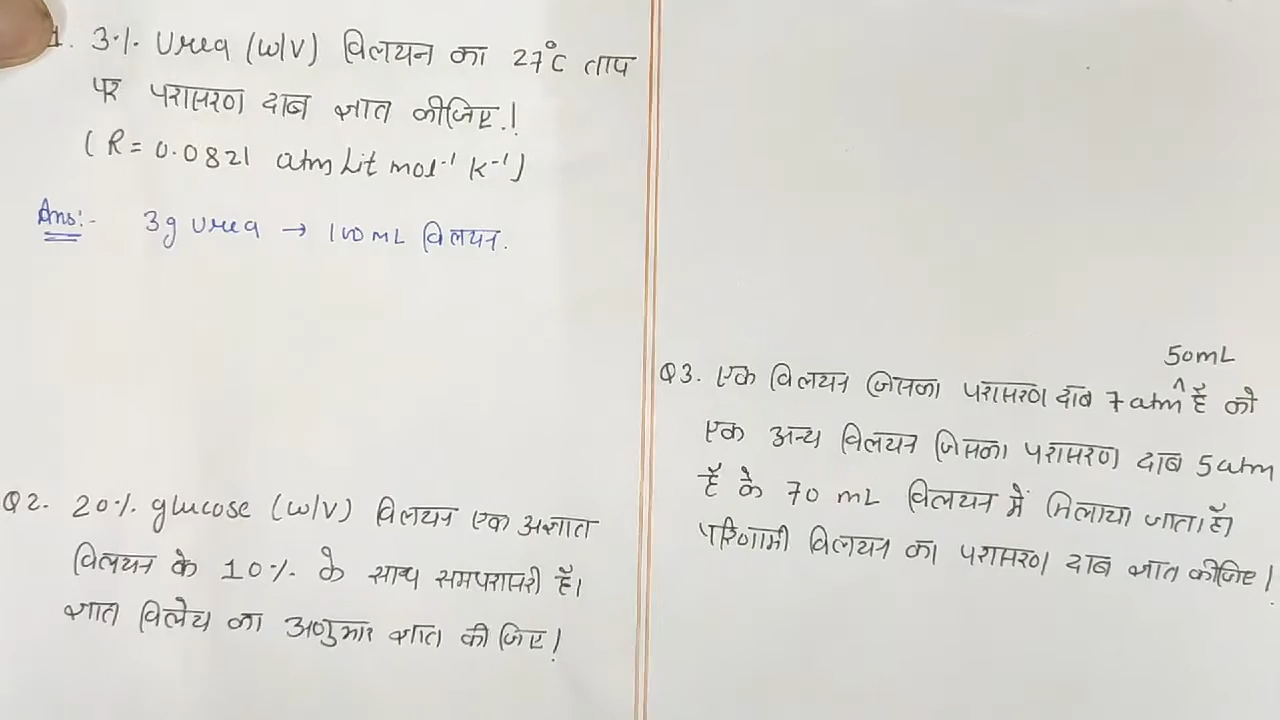 1. 3% Urea (w/v) विलयन का 27°C ताप
पर परासरण दाब ज्ञात कीजिए.!
(R = 0.0821 atm Lit mol⁻¹ K⁻¹)
Ans:- 3g urea → 100 mL विलयन.
Q2. 20% glucose (w/v) विलयन एक अज्ञात
विलयन के 10% के साथ समपरासरी है।
ज्ञात विलेय का अणुभार ज्ञात कीजिए!
50mL
Q3. एक विलयन जिसका परासरण दाब 7 atm ^ है को
एक अन्य विलयन जिसका परासरण दाब 5 atm
है के 70 mL विलयन में मिलाया जाता है।
परिणामी विलयन का परासरण दाब ज्ञात कीजिए!